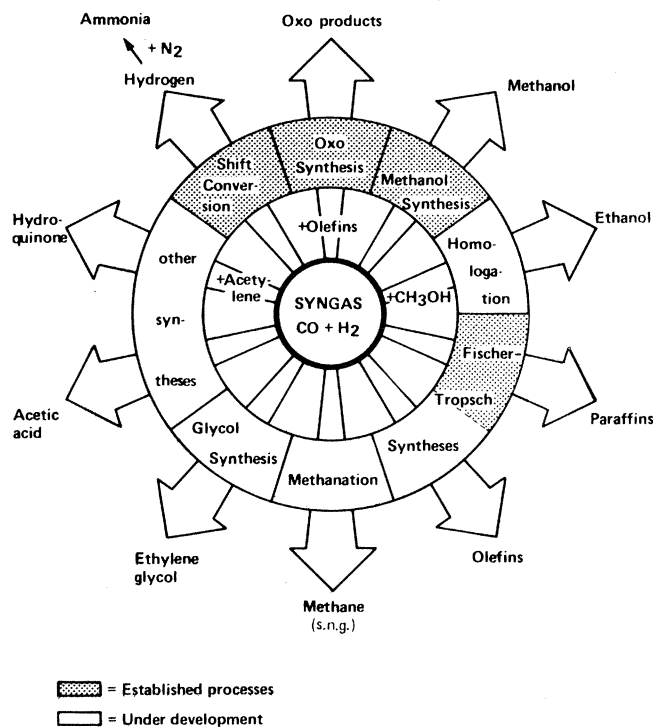 Ammonia
+ N2
Hydrogen
Oxo products
Methanol
Shift
Conver-
sion
Oxo
Synthesis
Methanol
Synthesis
Hydro-
quinone
Ethanol
other
syn-
theses
+Olefins
+Acety-
lene
SYNGAS
CO + H2
+CH3OH
Homo-
loga-
tion
Fischer-
Tropsch
Syntheses
Acetic
acid
Paraffins
Glycol
Synthesis
Methanation
Ethylene
glycol
Methane
(s.n.g.)
Olefins
= Established processes
= Under development